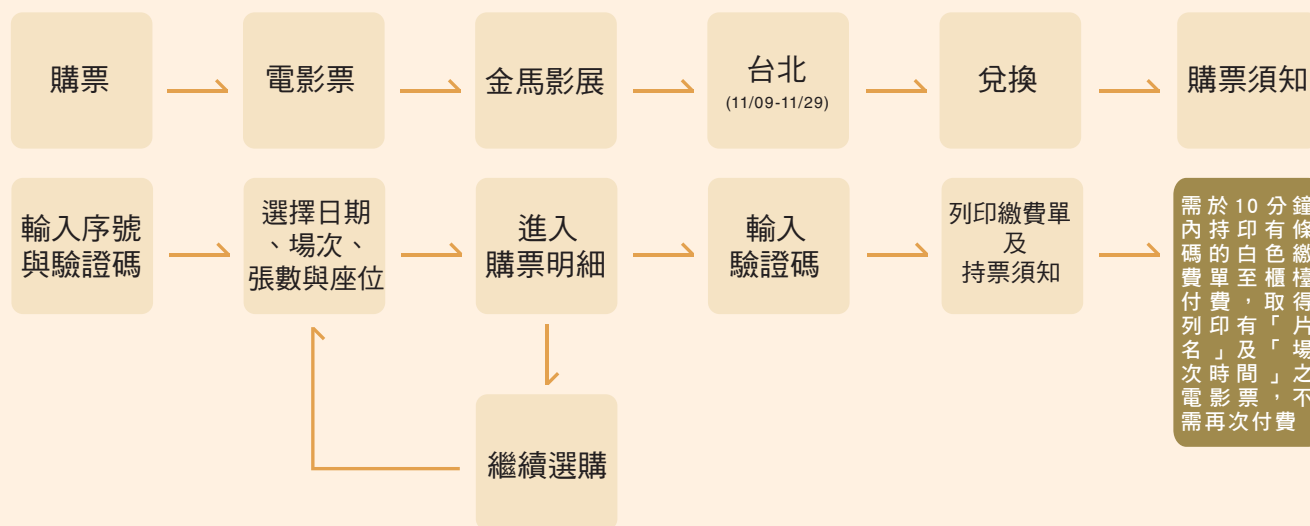 購票
電影票
金馬影展
台北
(11/09-11/29)
兌換
購票須知
輸入序號
與驗證碼
選擇日期
、場次、
張數與座位
進入
購票明細
輸入
驗證碼
列印繳費單
及
持票須知
需於10分鐘
內持印有條
碼的白色繳
費單至櫃檯
付費，取得
列印有「片
名」及「場
次時間」之
電影票，不
需再次付費
繼續選購